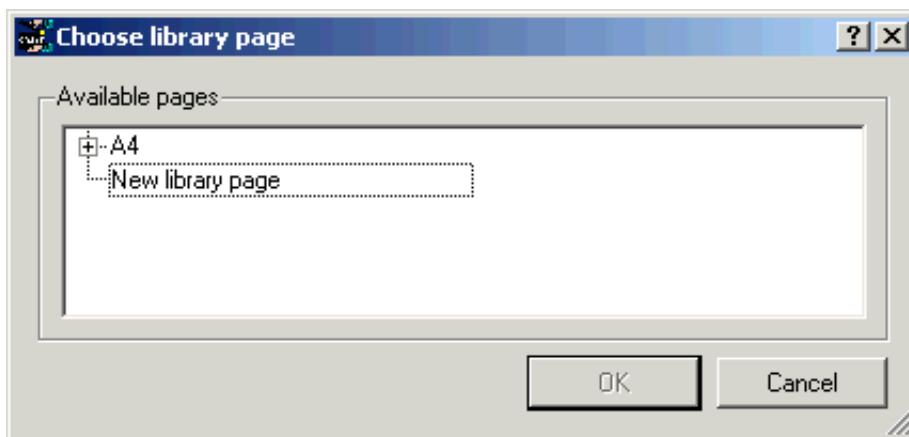 Choose library page
Available pages
A4
New library page
OK
Cancel